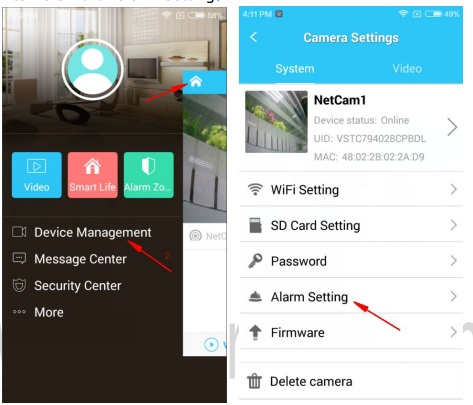 58%
Video
Smart Life
Alarm Zo...
Device Management
2
Message Center
Security Center
More
NetC
4:11 PM
49%
Camera Settings
System
Video
NetCam1
Device status: Online
UID: VSTC794028CPBDL
MAC: 48:02:2B:02:2A:D9
WiFi Setting
SD Card Setting
Password
Alarm Setting
Firmware
Delete camera